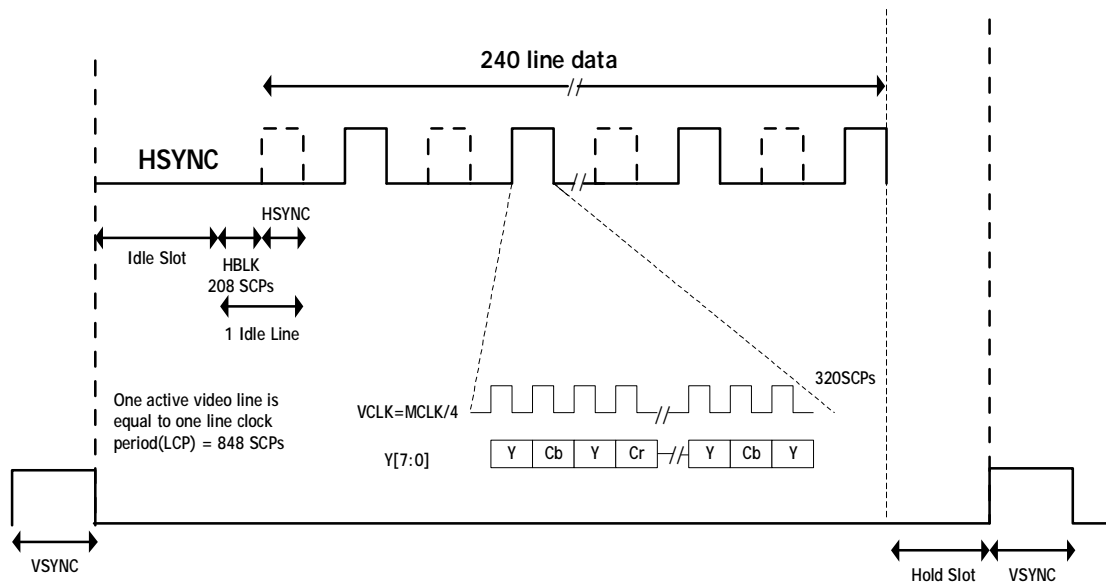 240 line data
HSYNC
HSYNC
Idle Slot
HBLK
208 SCPs
1 Idle Line
320SCPs
One active video line is
equal to one line clock
period(LCP) = 848 SCPs
VCLK=MCLK/4
Y[7:0]
Y Cb Y Cr Y Cb Y
VSYNC
Hold Slot
VSYNC